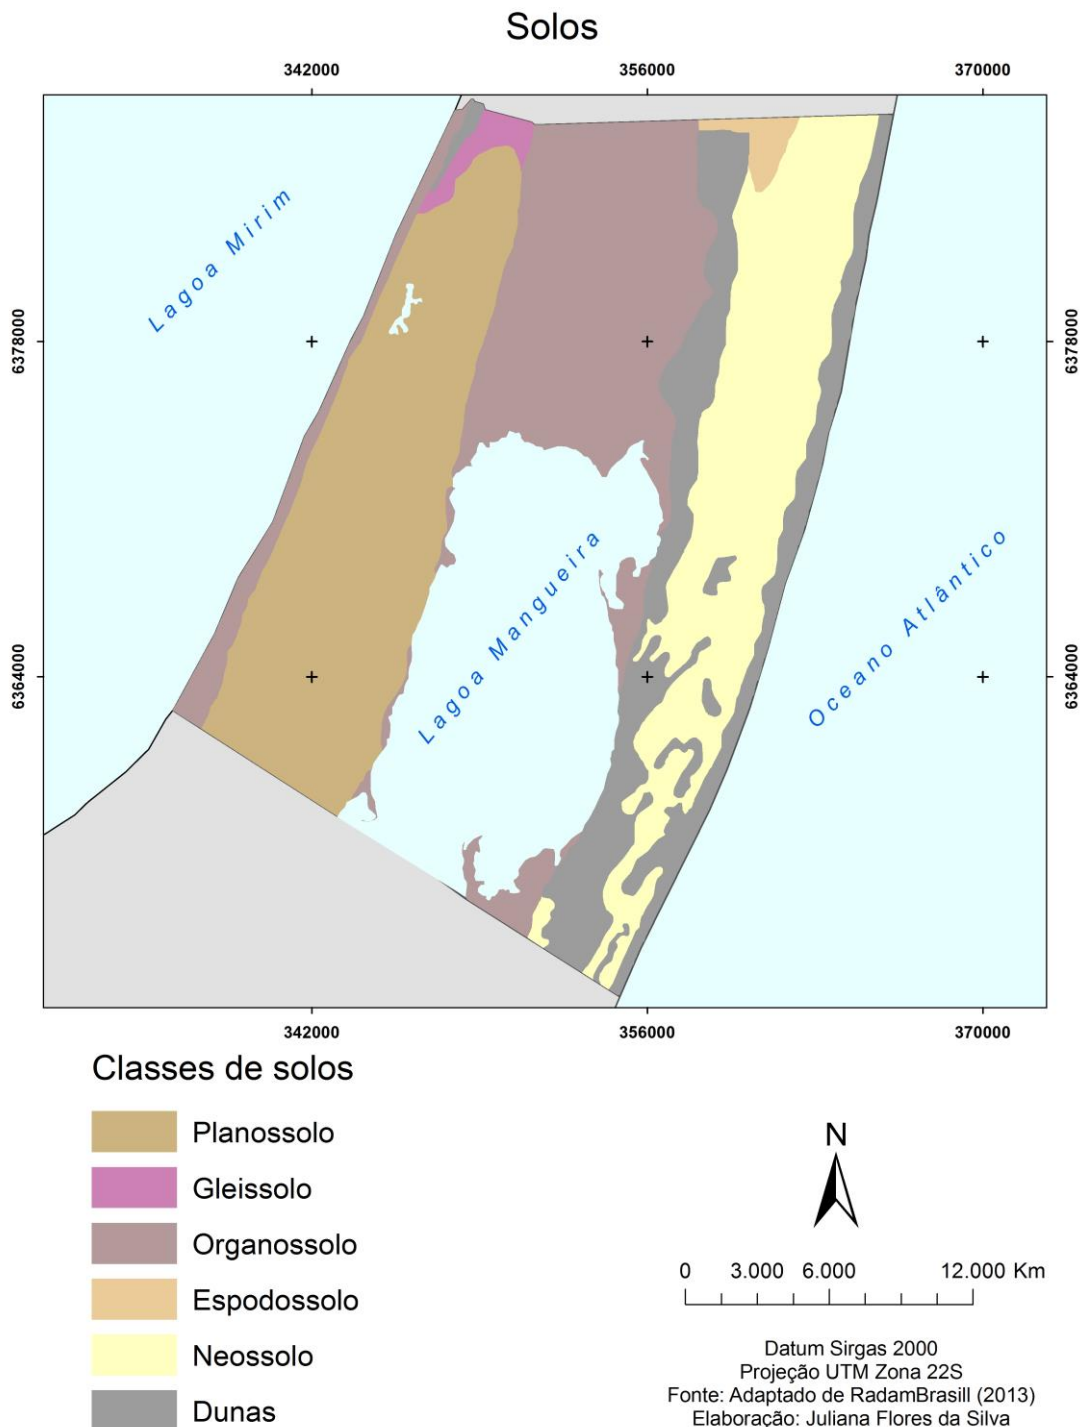 Solos
342000 356000 370000
Lagoa Mirim
6378000 6378000
Lagoa Mangueira
Oceano Atlântico
6364000 6364000
342000 356000 370000
Classes de solos
Planossolo
Gleissolo
Organossolo
Espodossolo
Neossolo
Dunas
N
0 3.000 6.000 12.000 Km
Datum Sirgas 2000
Projeção UTM Zona 22S
Fonte: Adaptado de RadamBrasill (2013)
Elaboração: Juliana Flores da Silva